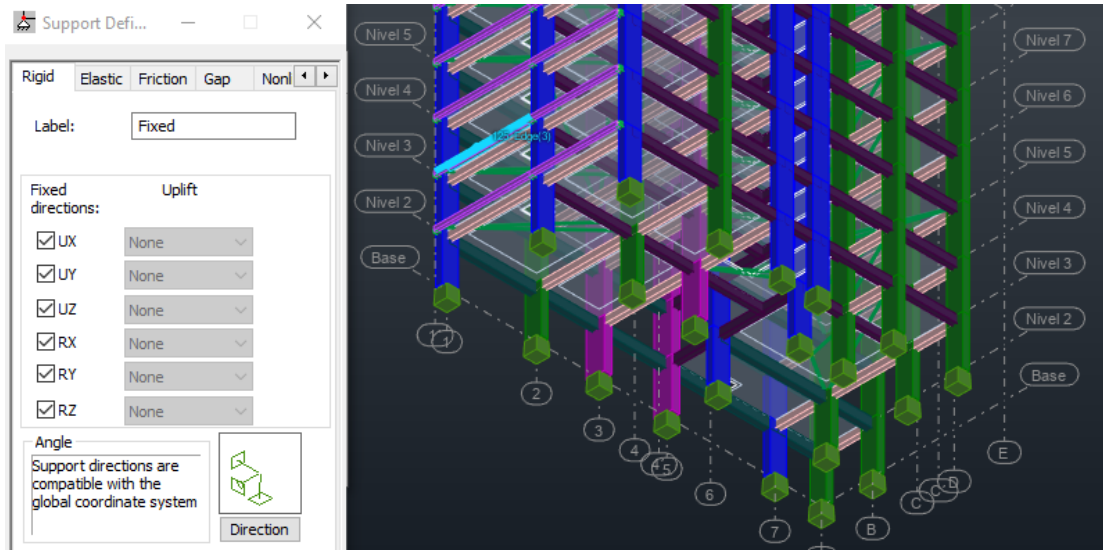 Support Defi...
Rigid
Elastic
Friction
Gap
Nonl
Label:
Fixed
Fixed
directions:
Uplift
UX
None
UY
None
UZ
None
RX
None
RY
None
RZ
None
Angle
Support directions are
compatible with the
global coordinate system
Direction
Nivel 5
Nivel 4
Nivel 3
Nivel 2
Base
Nivel 7
Nivel 6
Nivel 5
Nivel 4
Nivel 3
Nivel 2
Base
1
2
3
4
5
6
7
B
C
D
E